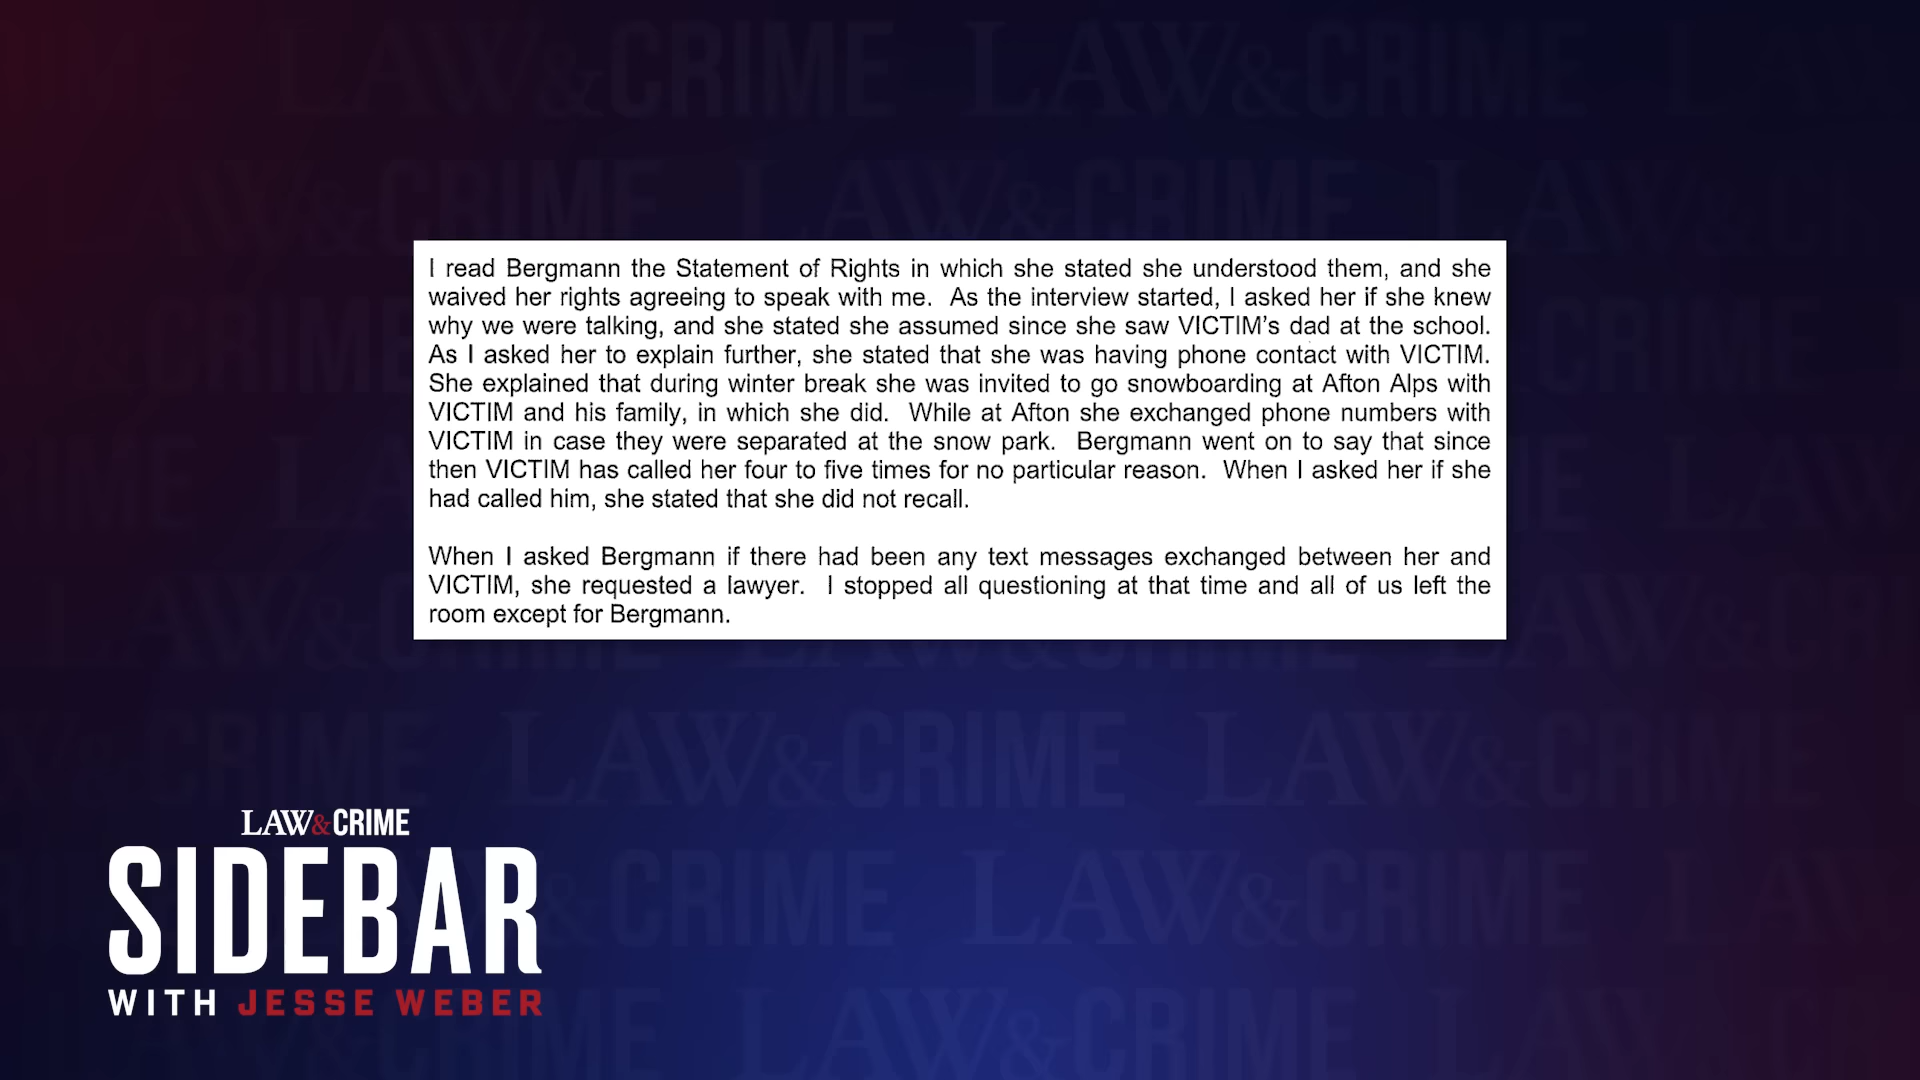 I read Bergmann the Statement of Rights in which she stated she understood them, and she
waived her rights agreeing to speak with me. As the interview started, I asked her if she knew
why we were talking, and she stated she assumed since she saw VICTIM's dad at the school.
As I asked her to explain further, she stated that she was having phone contact with VICTIM.
She explained that during winter break she was invited to go snowboarding at Afton Alps with
VICTIM and his family, in which she did. While at Afton she exchanged phone numbers with
VICTIM in case they were separated at the snow park. Bergmann went on to say that since
then VICTIM has called her four to five times for no particular reason. When I asked her if she
had called him, she stated that she did not recall.
When I asked Bergmann if there had been any text messages exchanged between her and
VICTIM, she requested a lawyer. I stopped all questioning at that time and all of us left the
room except for Bergmann.
LAW&CRIME
SIDEBAR
WITH JESSE WEBER